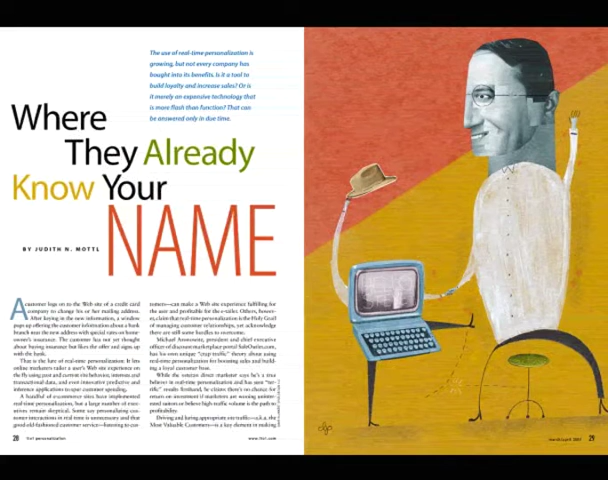 The use of real-time personalization is
growing, but not every company has
bought into its benefits. Is it a tool to
build loyalty and increase sales? Or is
it merely an expensive technology that
is more flash than function? That can
be answered only in due time.
Where
They Already
Know Your
NAME
BY JUDITH N. MOTTL
A customer logs on to the Web site of a credit card
company to change his or her mailing address.
After keying in the new information, a window
pops up offering the customer information about a bank
branch near the new address with special rates on home-
owner's insurance. The customer has not yet thought
about buying insurance but likes the offer and signs up
with the bank.
That is the lure of real-time personalization: It lets
online marketers tailor a user's Web site experience on
the fly using past and current site behavior, interests and
transactional data, and even innovative predictive and
inference applications to spur customer spending.
A handful of e-commerce sites have implemented
real-time personalization, but a large number of exec-
utives remain skeptical. Some say personalizing cus-
tomer interactions in real time is unnecessary and that
good old-fashioned customer service—listening to cus-
tomers—can make a Web site experience fulfilling for
the user and profitable for the e-tailer. Others, howev-
er, claim that real-time personalization is the Holy Grail
of managing customer relationships, yet acknowledge
there are still some hurdles to overcome.
Michael Aronowitz, president and chief executive
officer of discount marketplace portal
has his own unique "crap traffic" theory about using
real-time personalization for boosting sales and build-
ing a loyal customer base.
While the veteran direct marketer says he's a true
believer in real-time personalization and has seen "ter-
rific" results firsthand, he claims there's no chance for
return on investment if marketers are wooing uninter-
ested suitors or believe high traffic volume is the path to
profitability.
Driving and luring appropriate site traffic—a.k.a. the
Most Valuable Customers—is a key element in making
28 1to1 personalization
www.1to1.com
march/april 2001 29